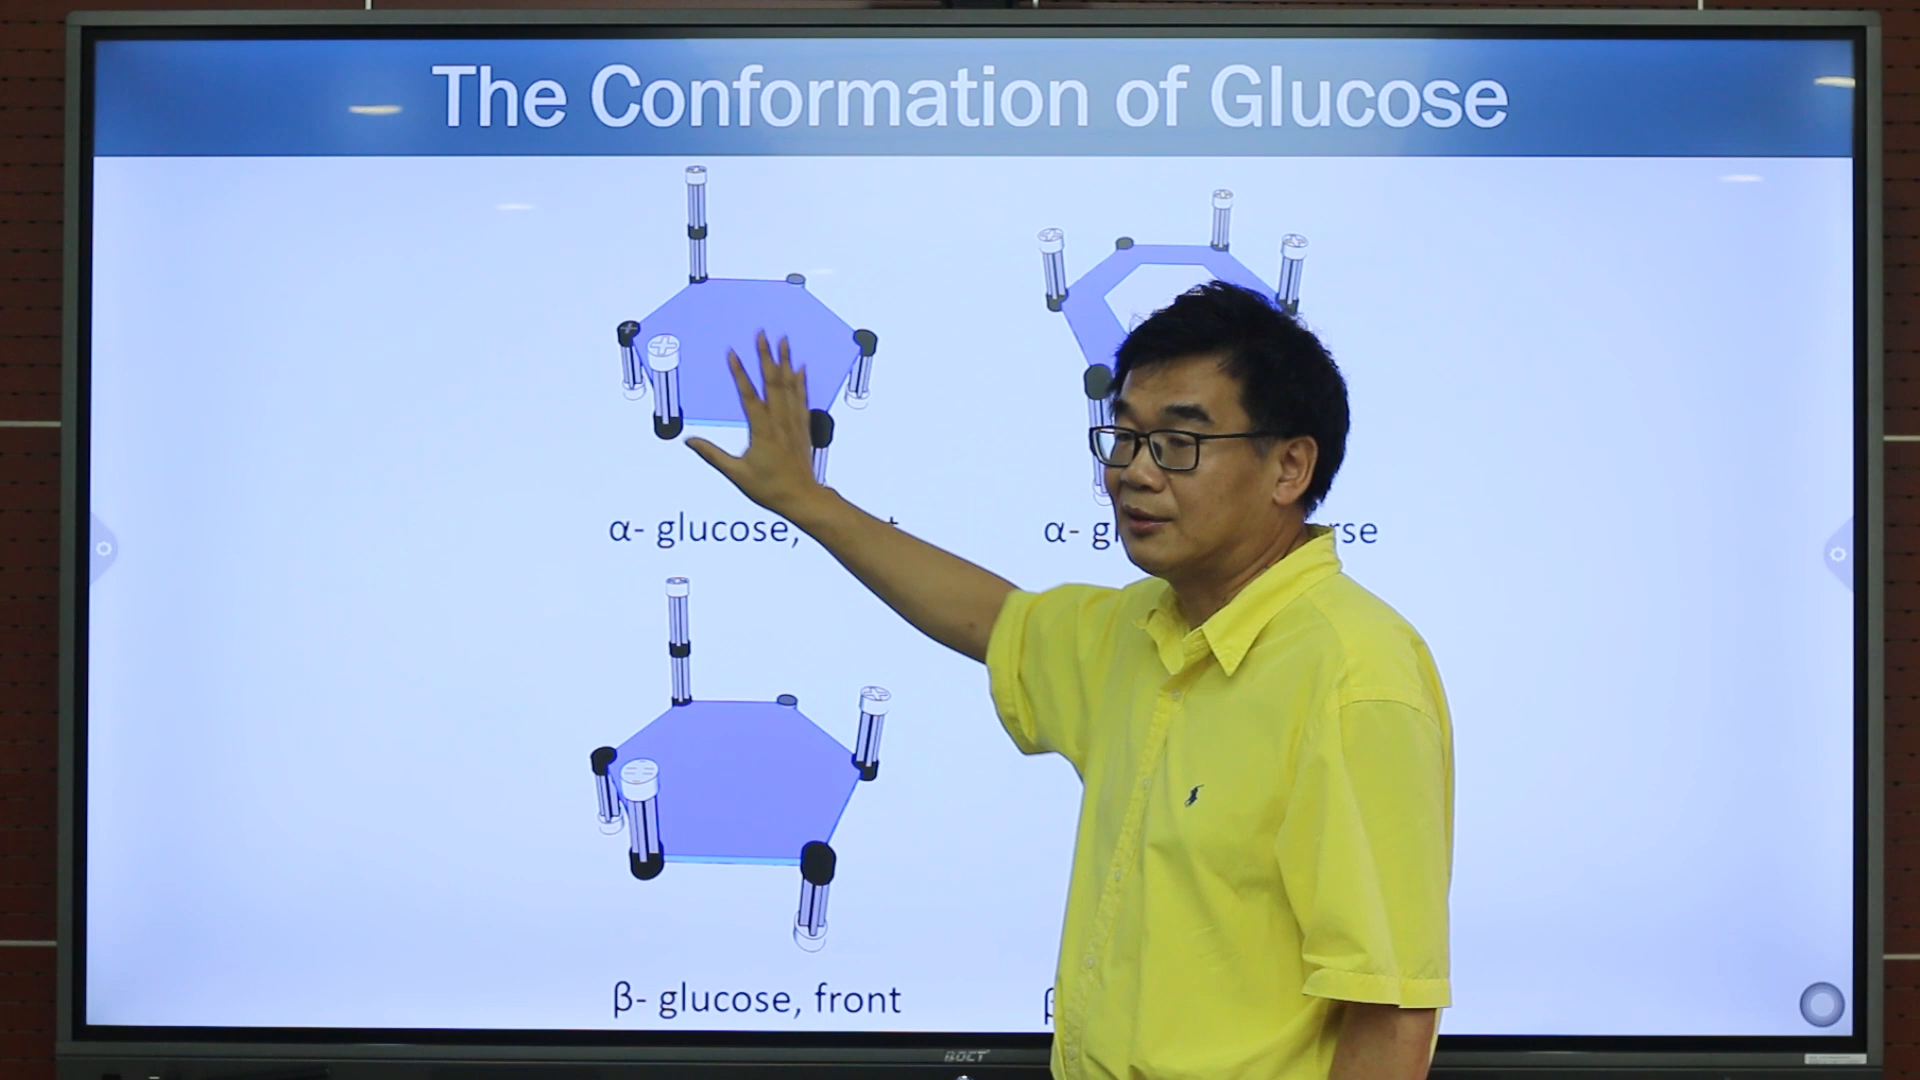 The Conformation of Glucose
α- glucose,
α- gl rse
β- glucose, front
β
BOCT